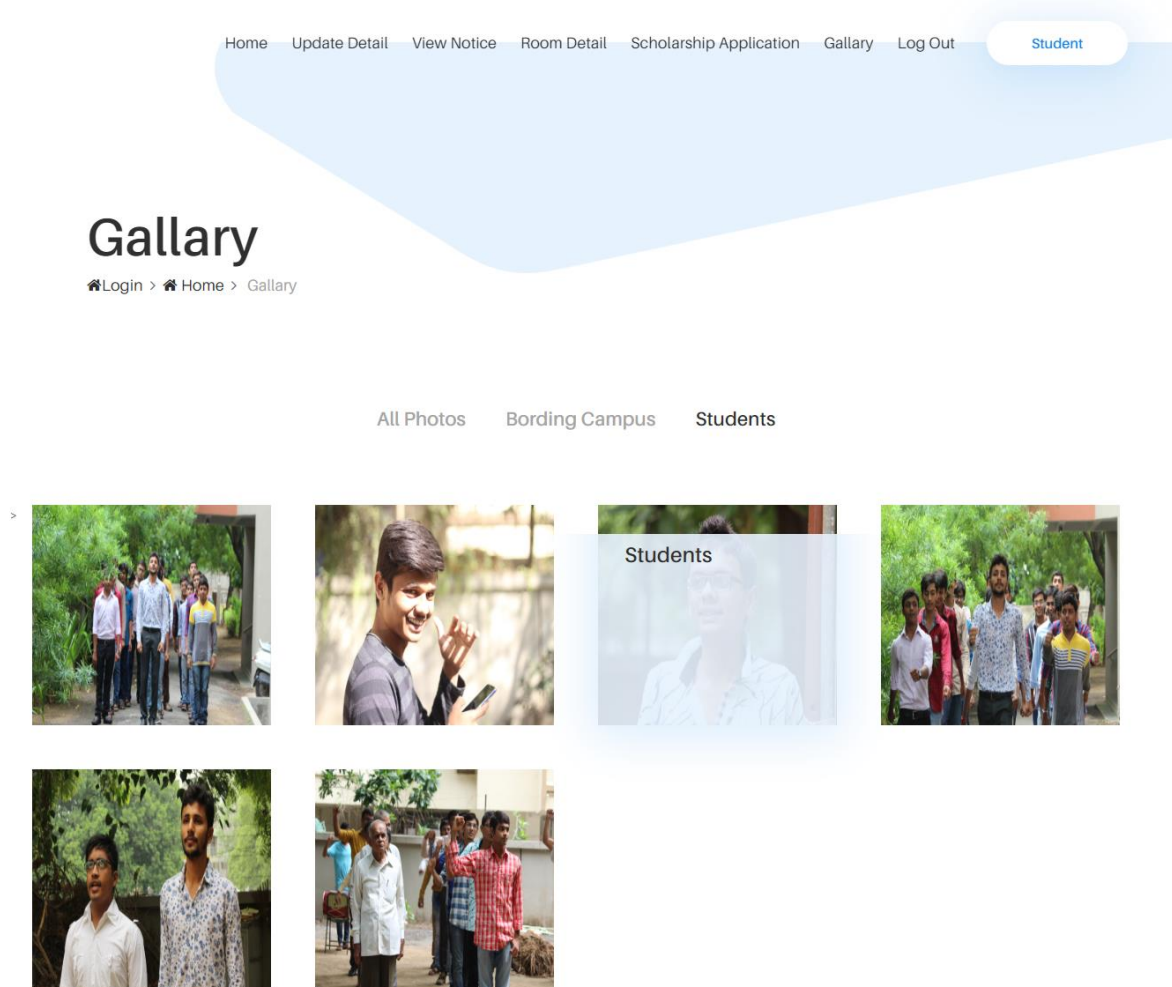 Home Update Detail View Notice Room Detail Scholarship Application Gallary Log Out Student
Gallary
Login > Home > Gallary
All Photos Bording Campus Students
>
Students